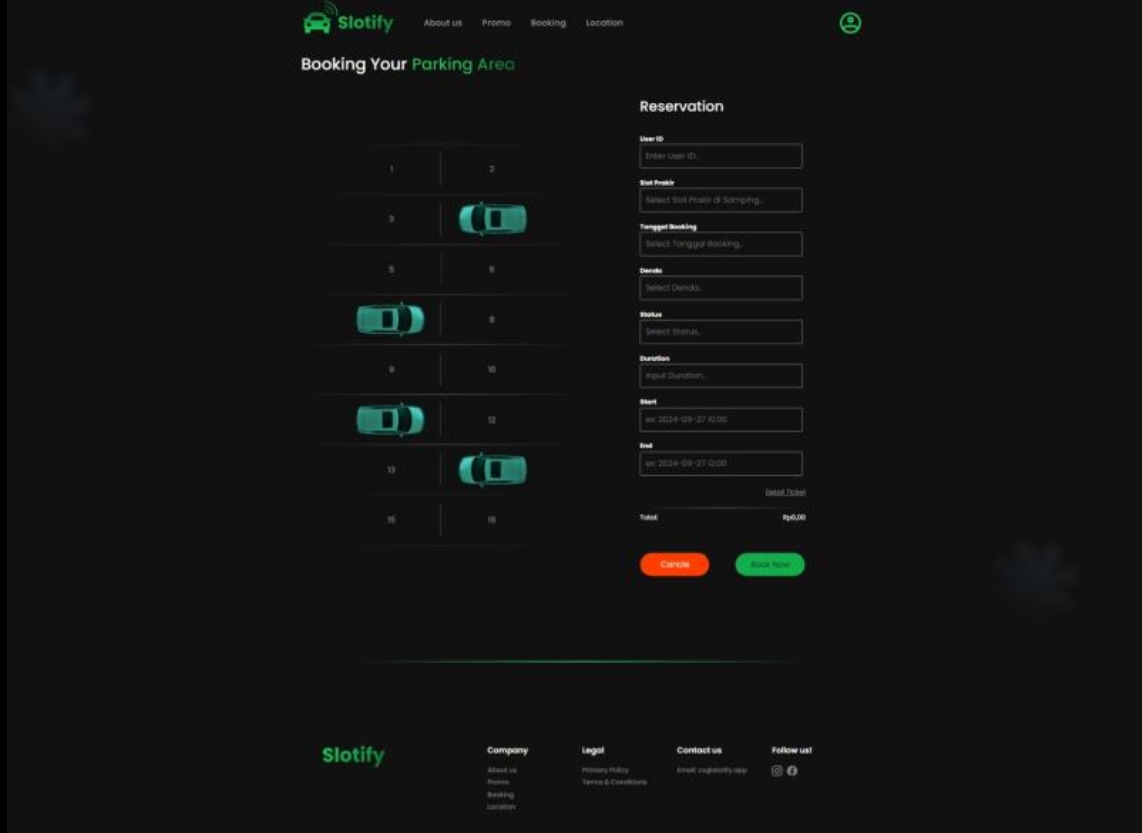 Slotify
About us
Promo
Booking
Location
Booking Your Parking Area
1
2
3
5
6
8
9
10
12
13
15
16
Reservation
User ID
Enter User ID..
Slot Prakir
Select Slot Prakir di Samping..
Tanggal Booking
Select Tanggal Booking..
Denda
Select Denda..
Status
Select Status..
Duration
Input Duration..
Start
ex: 2024-09-27 10:00
End
ex: 2024-09-27 12:00
Detail Ticket
Total: Rp0,00
Cancle
Book Now
Slotify
Company
About us
Promo
Booking
Location
Legal
Policy
Terms & Conditions
Contact us
Email: cs@slotify.app
Follow us!